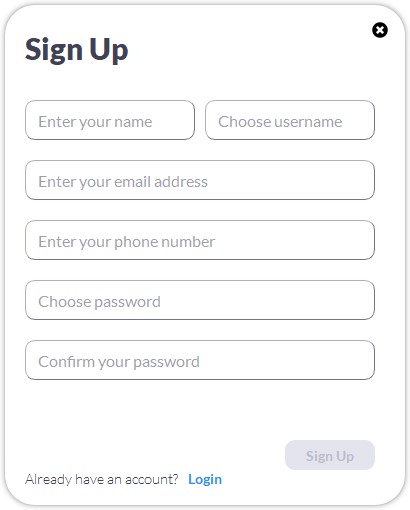 Sign Up
Enter your name Choose username
Enter your email address
Enter your phone number
Choose password
Confirm your password
Sign Up
Already have an account? Login